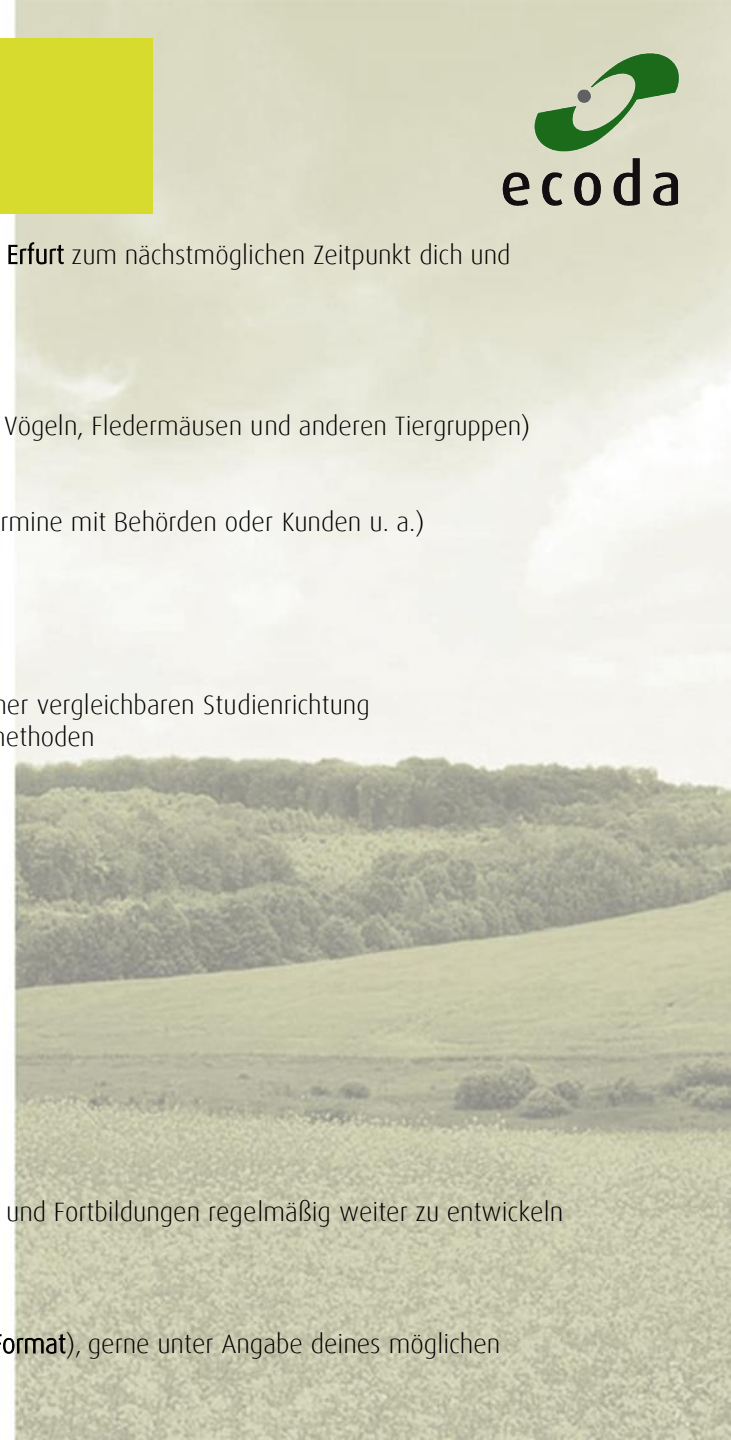 ecoda
Erfurt zum nächstmöglichen Zeitpunkt dich und
Vögeln, Fledermäusen und anderen Tiergruppen)
rmine mit Behörden oder Kunden u. a.)
ner vergleichbaren Studienrichtung
nethoden
und Fortbildungen regelmäßig weiter zu entwickeln
Format), gerne unter Angabe deines möglichen